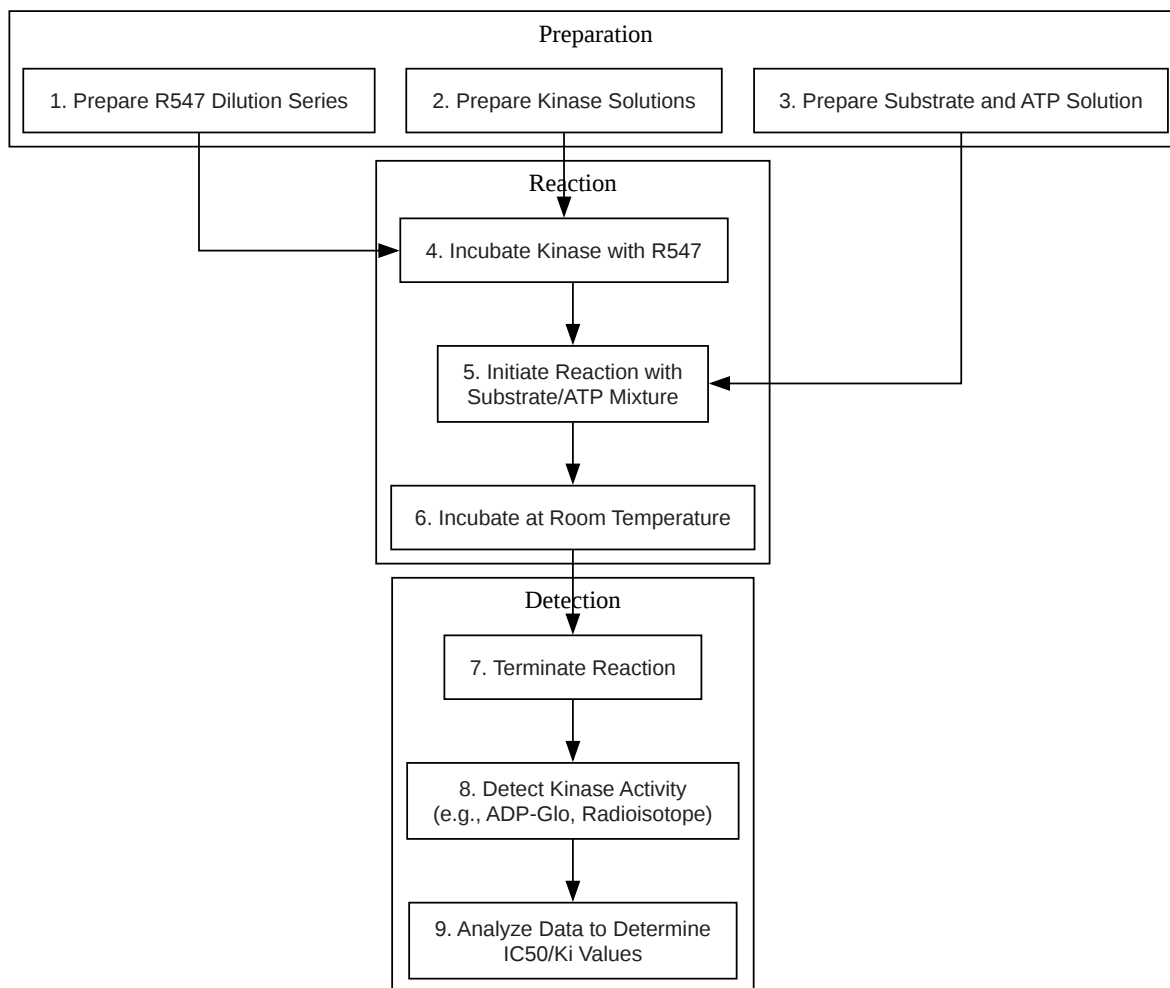 Preparation
1. Prepare R547 Dilution Series
2. Prepare Kinase Solutions
3. Prepare Substrate and ATP Solution
Reaction
4. Incubate Kinase with R547
5. Initiate Reaction with
Substrate/ATP Mixture
6. Incubate at Room Temperature
Detection
7. Terminate Reaction
8. Detect Kinase Activity
(e.g., ADP-Glo, Radioisotope)
9. Analyze Data to Determine
IC50/Ki Values